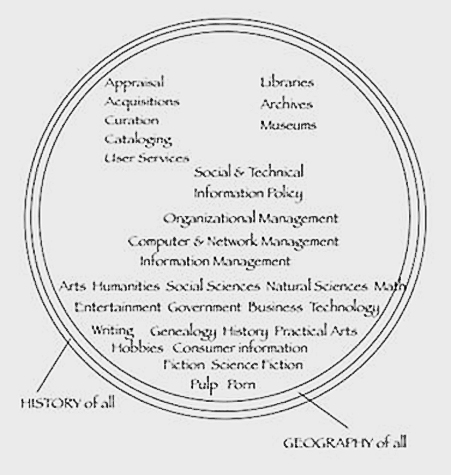 Appraisal
Acquisitions
Curation
Cataloging
User Services
Libraries
Archives
Museums
Social & Technical
Information Policy
Organizational Management
Computer & Network Management
Information Management
Arts Humanities Social Sciences Natural Sciences Math
Entertainment Government Business Technology
Writing Genealogy History Practical Arts
Hobbies Consumer information
Fiction Science Fiction
Pulp Porn
HISTORY of all
GEOGRAPHY of all